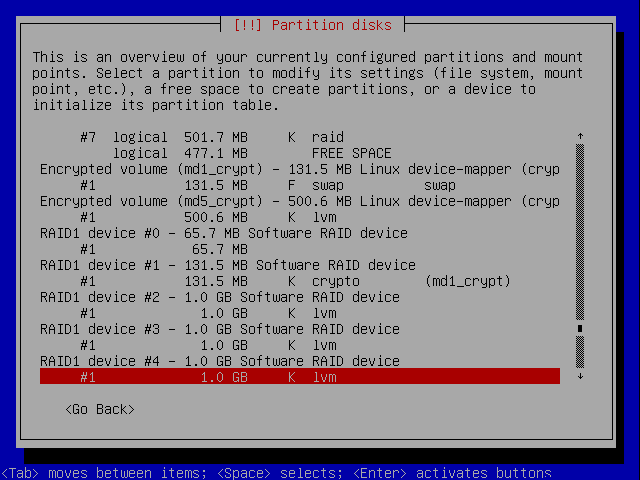 [!!] Partition disks
This is an overview of your currently configured partitions and mount
points. Select a partition to modify its settings (file system, mount
point, etc.), a free space to create partitions, or a device to
initialize its partition table.
#7 logical 501.7 MB K raid
logical 477.1 MB FREE SPACE
Encrypted volume (md1_crypt) - 131.5 MB Linux device-mapper (cryp
#1 131.5 MB F swap swap
Encrypted volume (md5_crypt) - 500.6 MB Linux device-mapper (cryp
#1 500.6 MB K lvm
RAID1 device #0 - 65.7 MB Software RAID device
#1 65.7 MB
RAID1 device #1 - 131.5 MB Software RAID device
#1 131.5 MB K crypto (md1_crypt)
RAID1 device #2 - 1.0 GB Software RAID device
#1 1.0 GB K lvm
RAID1 device #3 - 1.0 GB Software RAID device
#1 1.0 GB K lvm
RAID1 device #4 - 1.0 GB Software RAID device
#1 1.0 GB K lvm
<Go Back>
<Tab> moves between items; <Space> selects; <Enter> activates buttons